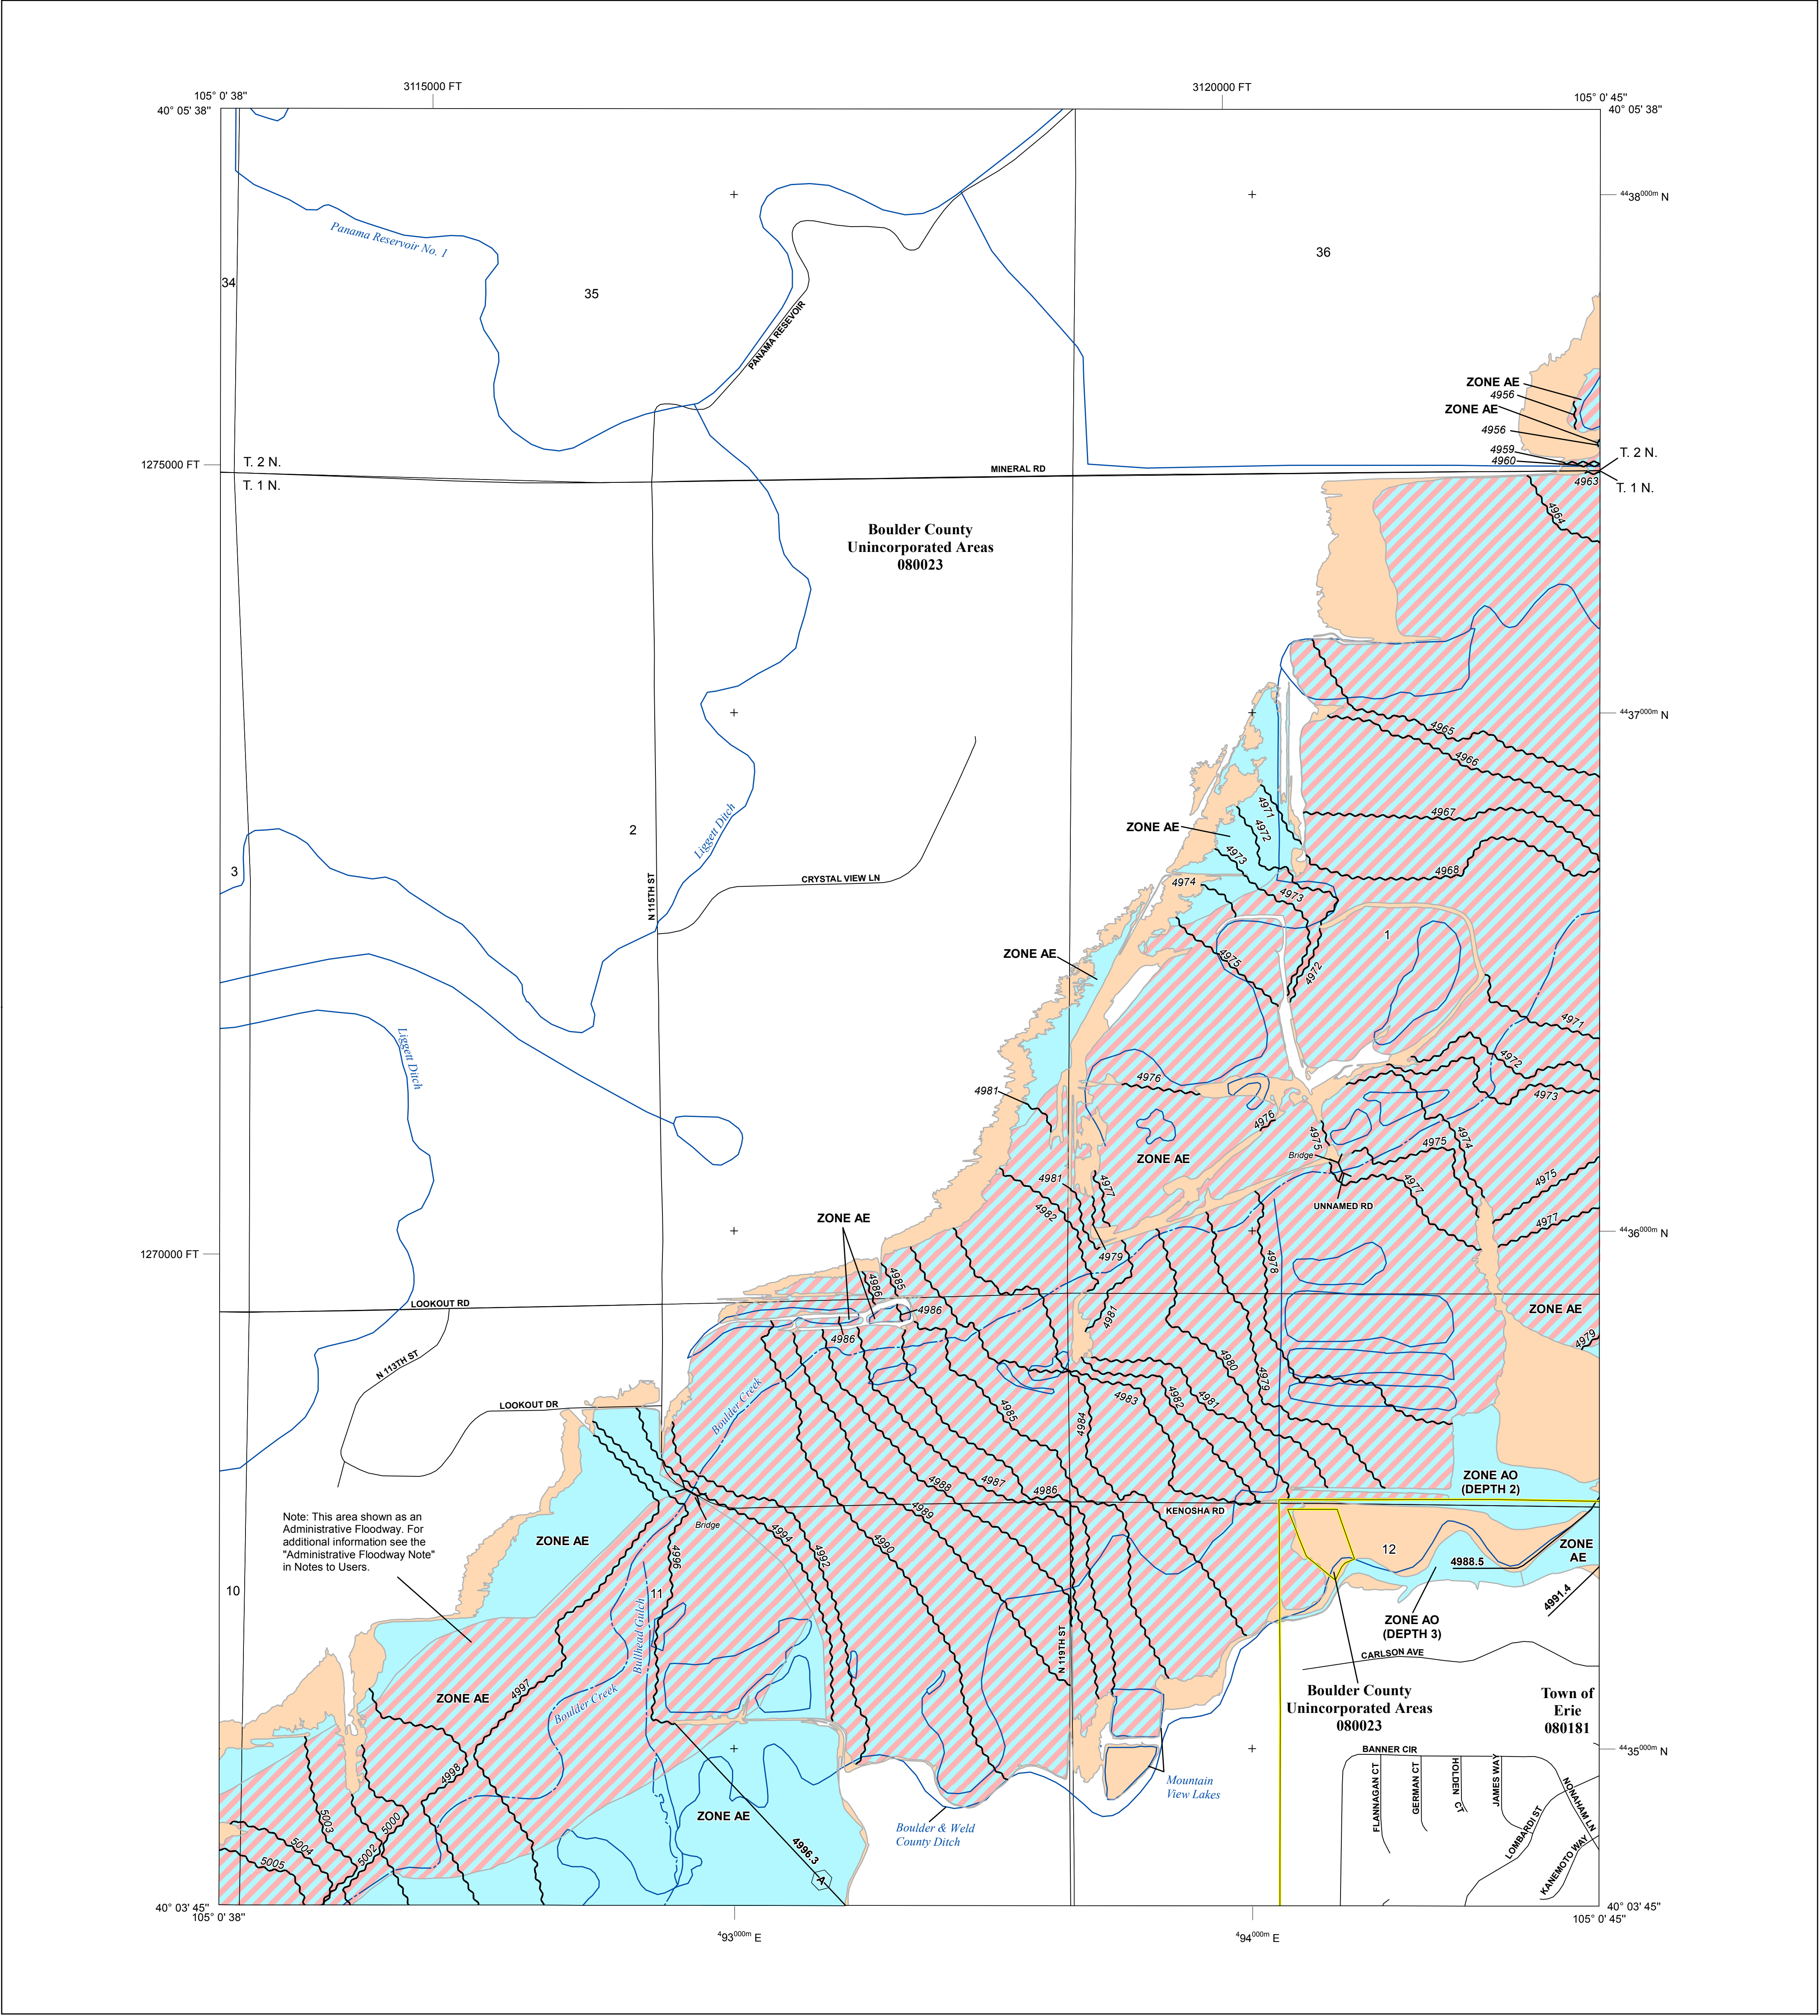 3115000 FT
3120000 FT
105° 0' 38"
105° 0' 45"
40° 05' 38"
40° 05' 38"
4438000m N
Panama Reservoir No. 1
36
34
35
PANAMA RESEVOIR
ZONE AE
4956
ZONE AE
4956
4959
4960
4963
T. 2 N.
T. 1 N.
1275000 FT
T. 2 N.
T. 1 N.
MINERAL RD
4964
Boulder County
Unincorporated Areas
080023
4437000m N
4965
4966
4967
4968
4971
4972
4973
4974
4973
ZONE AE
2
Liggett Ditch
3
N 115TH ST
CRYSTAL VIEW LN
ZONE AE
4975
4972
1
4971
4972
4973
Liggett Ditch
4981
4976
4976
4975
4975
4974
4975
ZONE AE
Bridge
4977
4977
UNNAMED RD
4981
4982
4977
4979
4978
4436000m N
ZONE AE
1270000 FT
4986
4985
4986
4986
LOOKOUT RD
4981
ZONE AE
4979
N 113TH ST
4980
4979
LOOKOUT DR
Boulder Creek
4985
4984
4983
4982
4981
ZONE AO
(DEPTH 2)
4988
4987
4986
4989
KENOSHA RD
Note: This area shown as an
Administrative Floodway. For
additional information see the
"Administrative Floodway Note"
in Notes to Users.
ZONE AE
Bridge
4996
4994
4992
4990
12
4988.5
ZONE
AE
4991.4
10
11
Bullhead Gulch
N 119TH ST
ZONE AO
(DEPTH 3)
CARLSON AVE
ZONE AE
4997
Boulder Creek
Boulder County
Unincorporated Areas
080023
Town of
Erie
080181
4435000m N
BANNER CIR
FLANNAGAN CT
GERMAN CT
HOLDEN CT
JAMES WAY
NONAHAM LN
LOMBARDI ST
KANEMOTO WAY
4998
5000
5002
5003
5004
5005
ZONE AE
4996.3
A
Mountain
View Lakes
Boulder & Weld
County Ditch
40° 03' 45"
105° 0' 38"
40° 03' 45"
105° 0' 45"
493000m E
494000m E